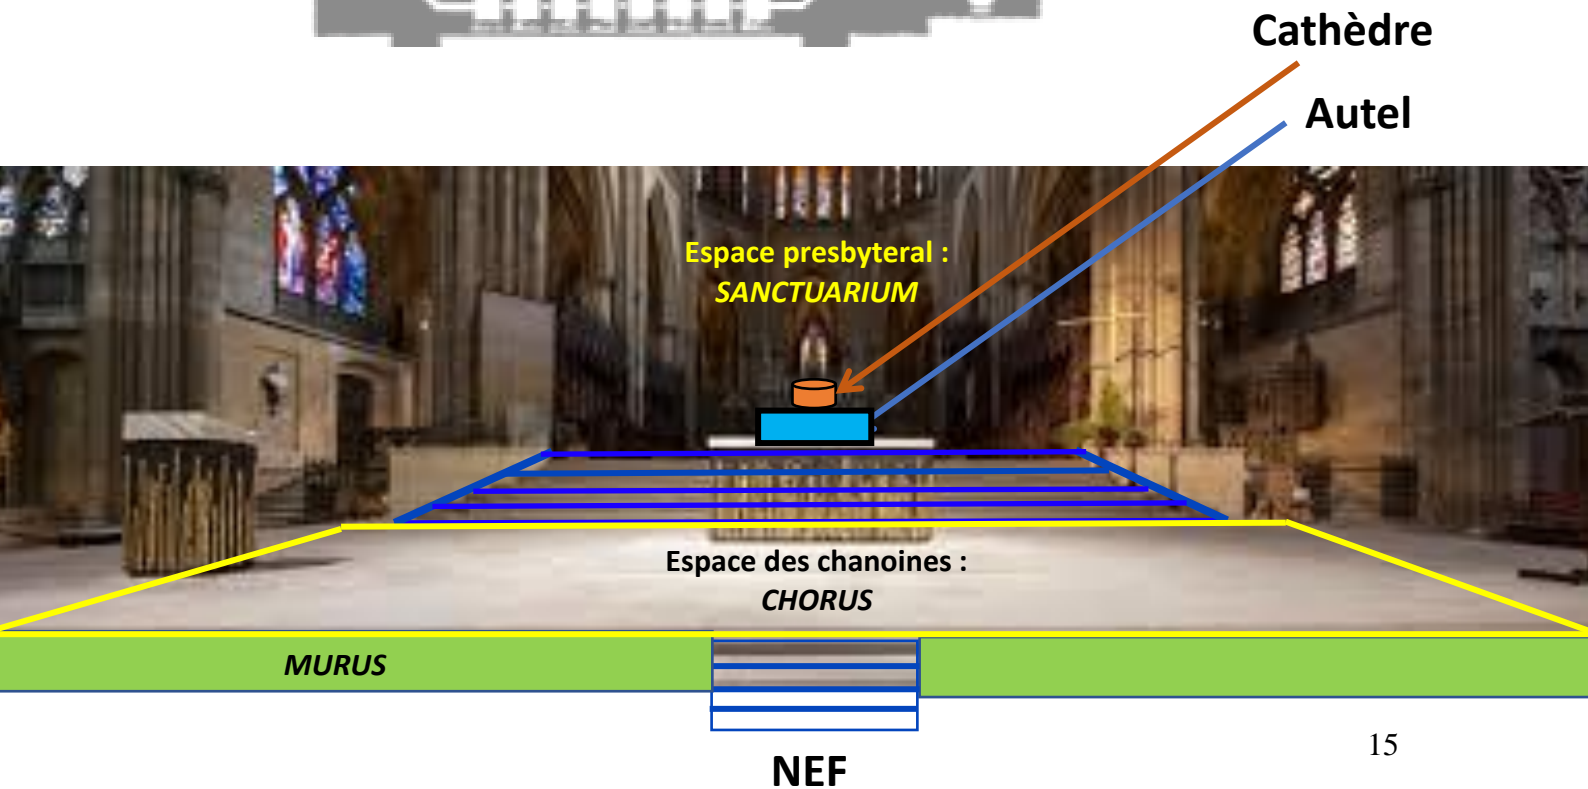 Cathèdre
Autel
Espace presbyteral :
SANCTUARIUM
Espace des chanoines :
CHORUS
MURUS
15
NEF